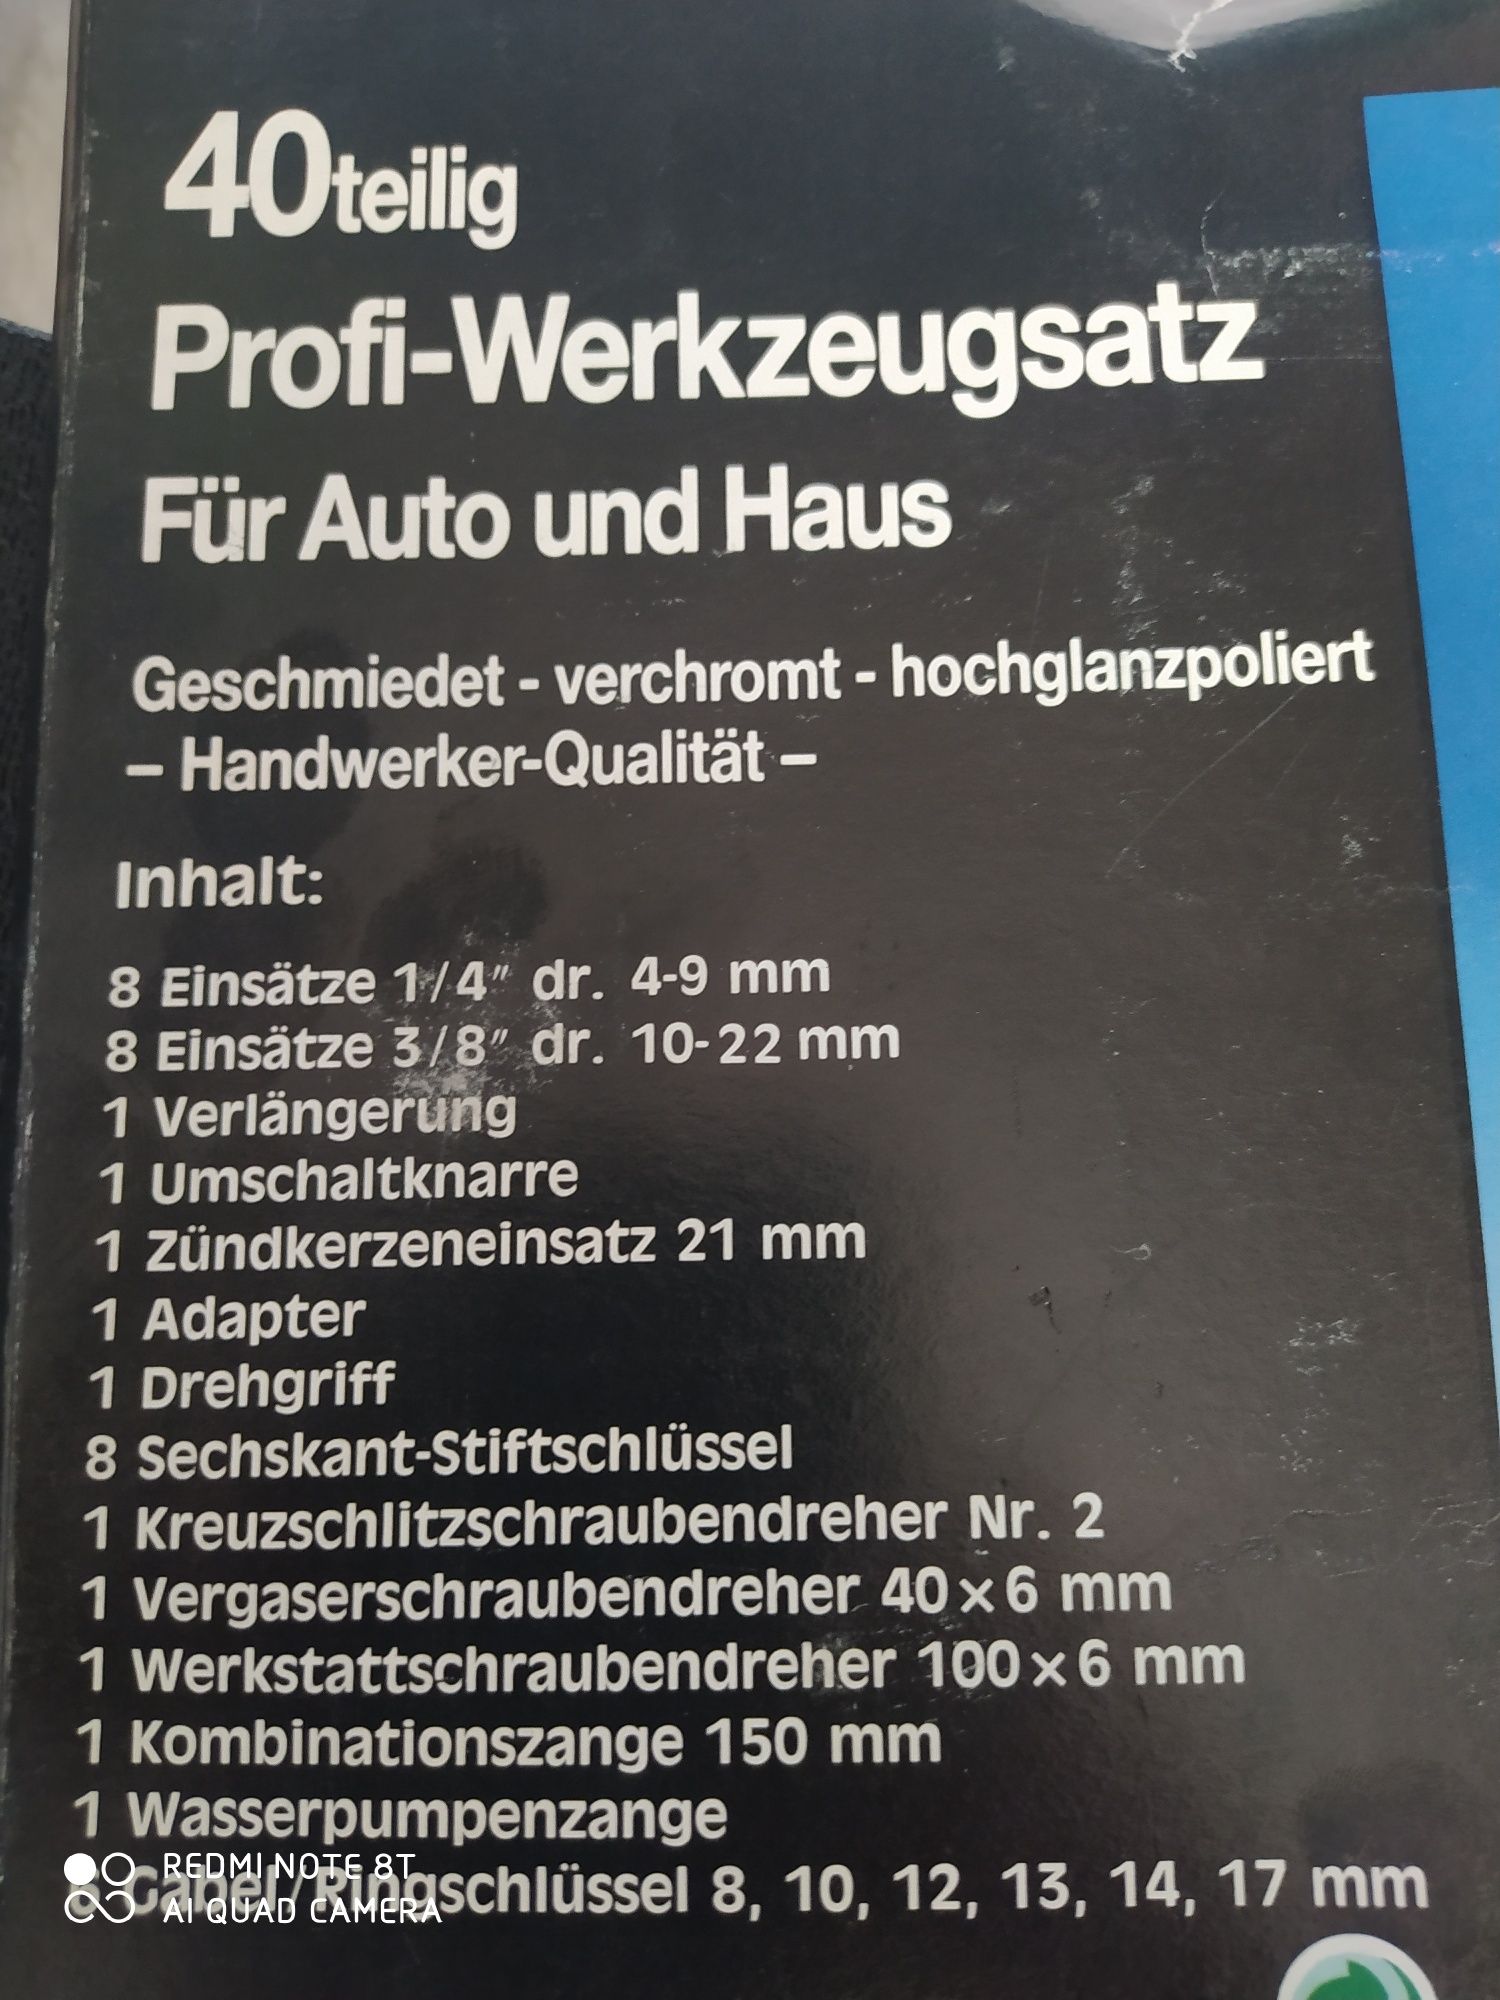 40teilig
Profi-Werkzeugsatz
Für Auto und Haus
Geschmiedet - verchromt - hochglanzpoliert
– Handwerker-Qualität –
Inhalt:
8 Einsätze 1/4″ dr. 4-9 mm
8 Einsätze 3/8″ dr. 10-22 mm
1 Verlängerung
1 Umschaltknarre
1 Zündkerzeneinsatz 21 mm
1 Adapter
1 Drehgriff
8 Sechskant-Stiftschlüssel
1 Kreuzschlitzschraubendreher Nr. 2
1 Vergaserschraubendreher 40×6 mm
1 Werkstattschraubendreher 100×6 mm
1 Kombinationszange 150 mm
1 Wasserpumpenzange
Gabel/Ringschlüssel 8, 10, 12, 13, 14, 17 mm
REDMI NOTE 8T
AI QUAD CAMERA